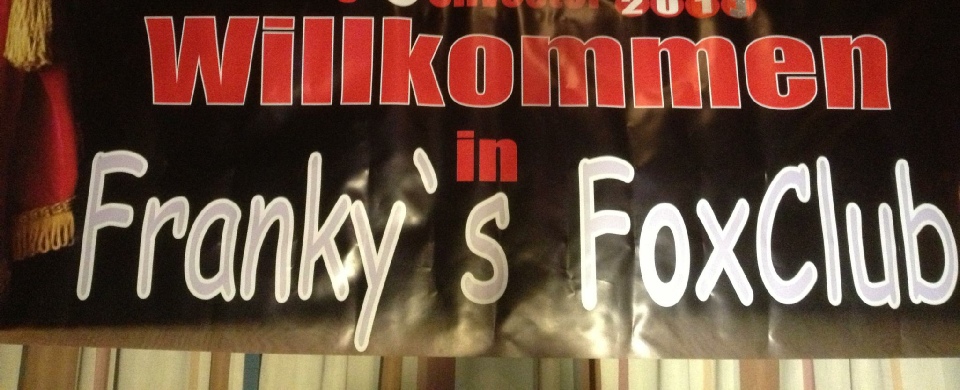 Willkommen
in
Franky`s FoxClub